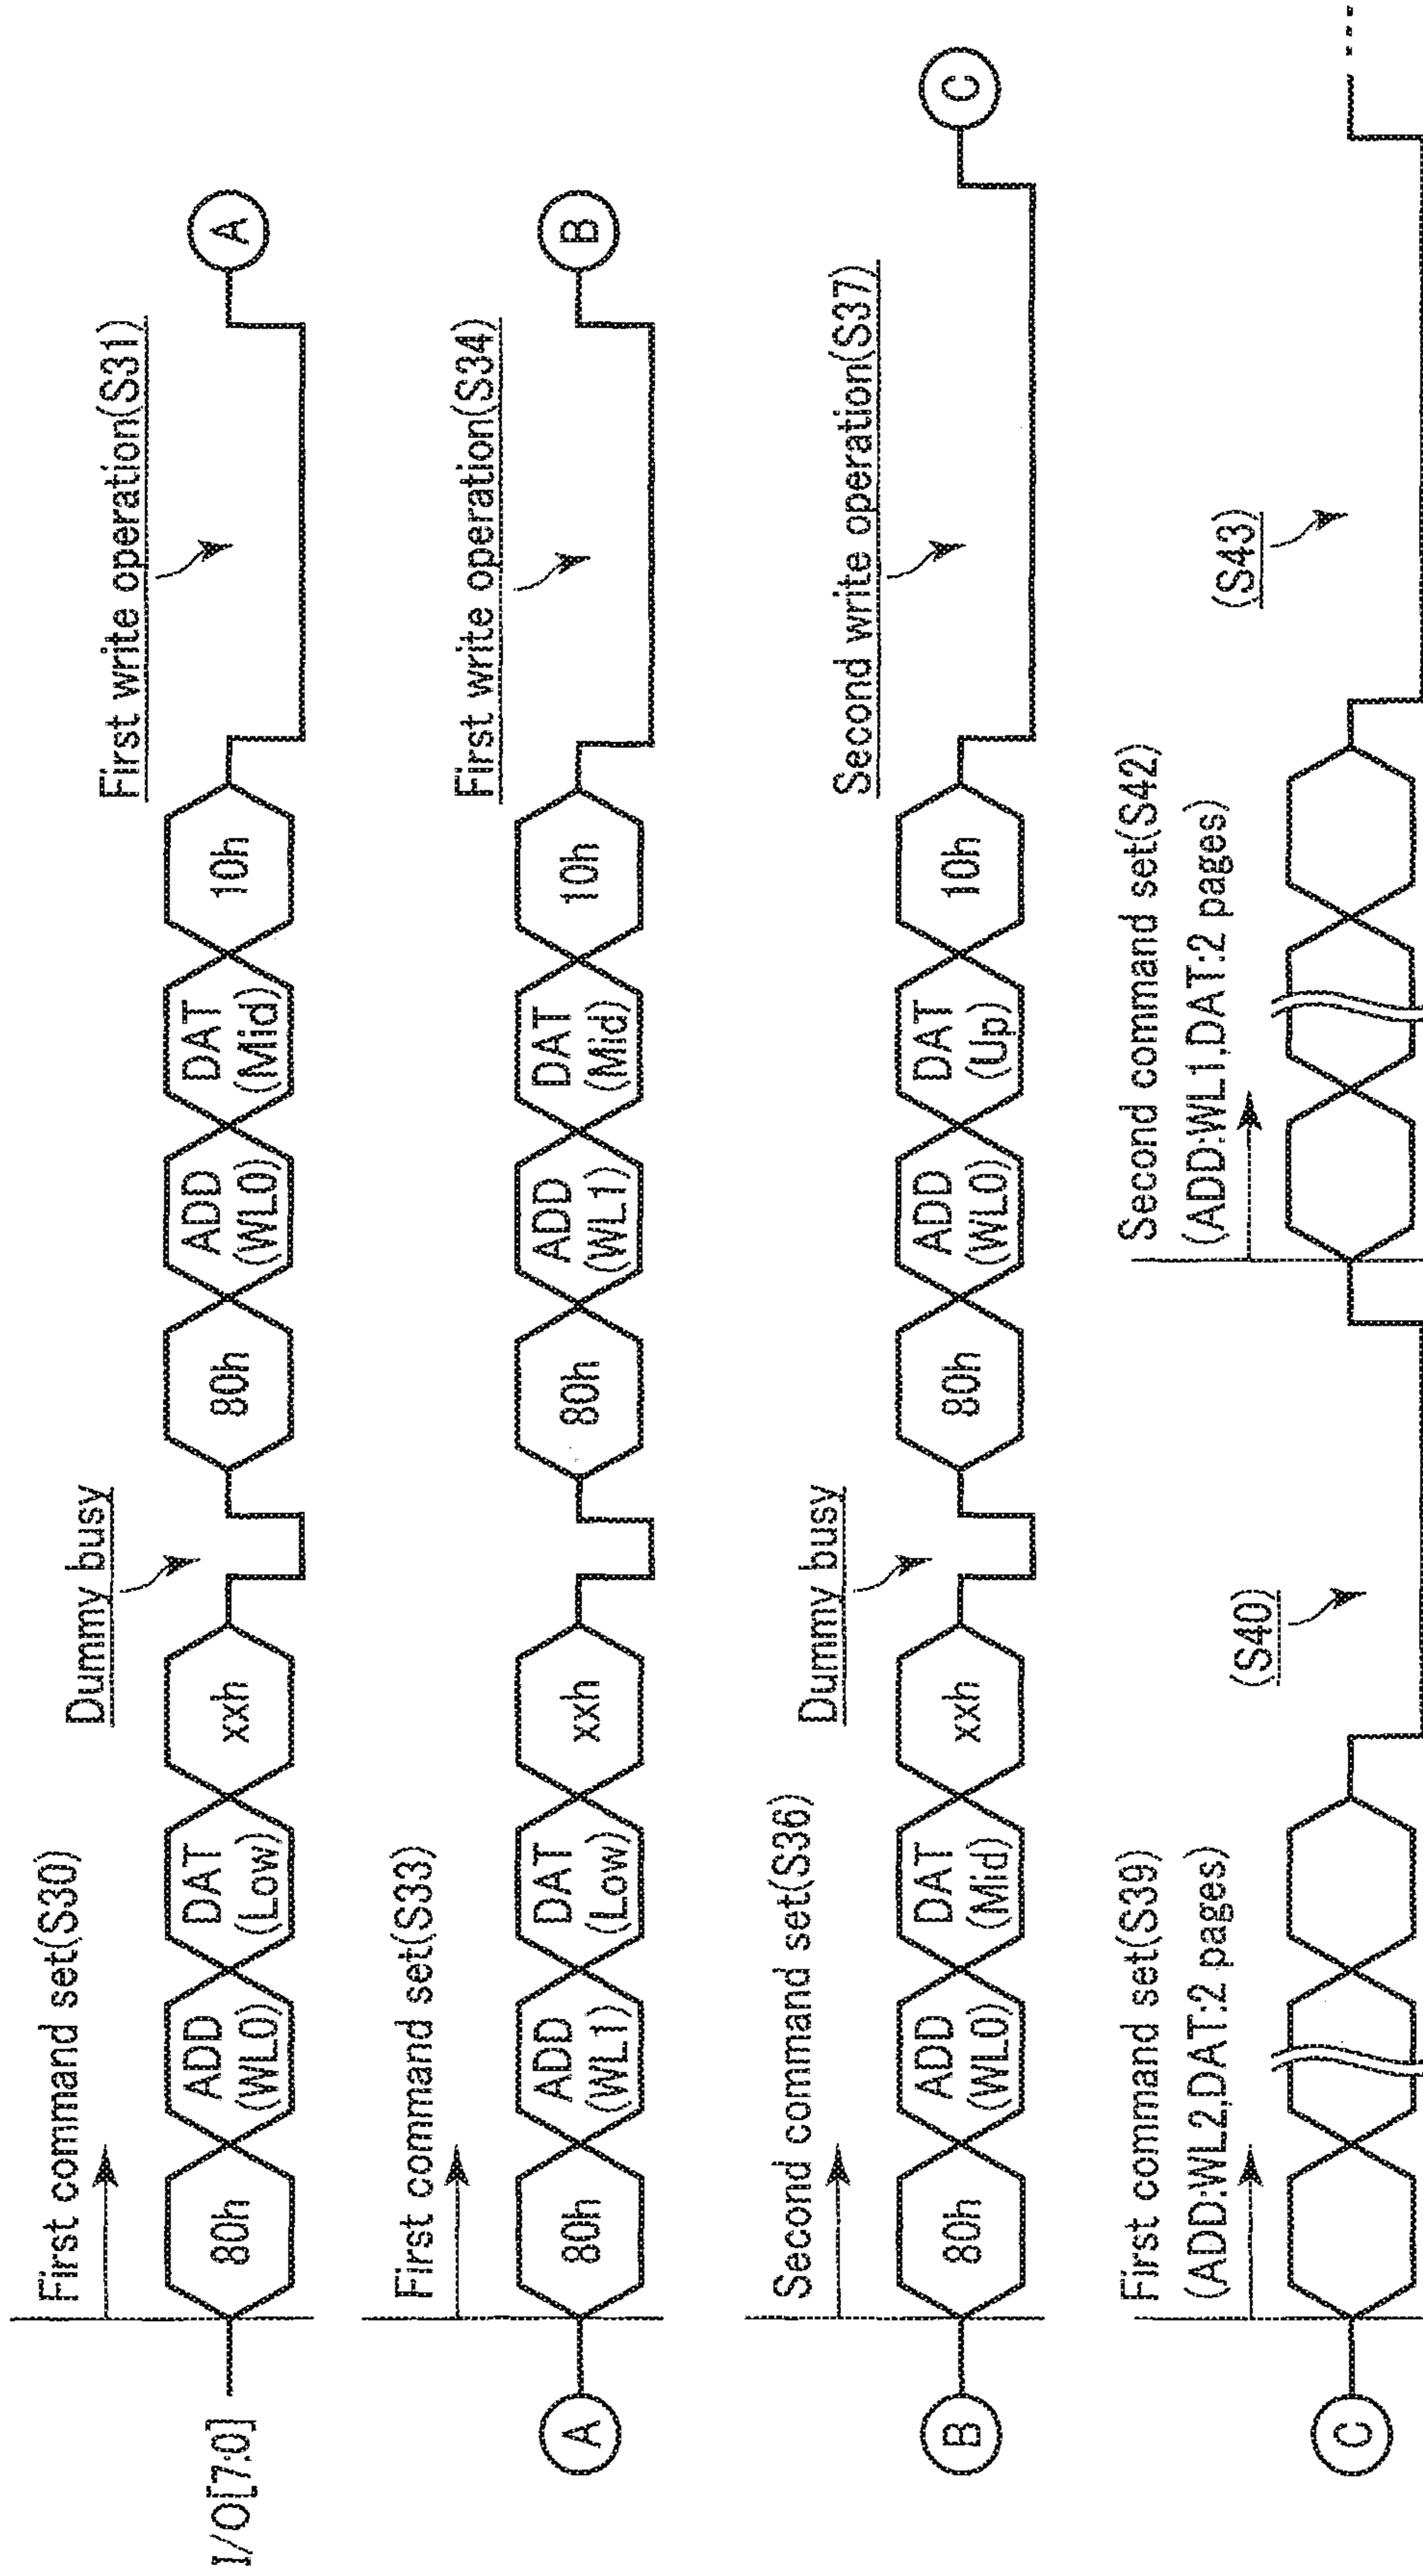 First command set(S30)
Dummy busy
First write operation(S31)
I/O[7:0]
80h
ADD
(WL0)
DAT
(Low)
xxh
80h
ADD
(WL0)
DAT
(Mid)
10h
A
First command set(S33)
First write operation(S34)
A
80h
ADD
(WL1)
DAT
(Low)
xxh
80h
ADD
(WL1)
DAT
(Mid)
10h
B
Second command set(S36)
Dummy busy
Second write operation(S37)
B
80h
ADD
(WL0)
DAT
(Mid)
xxh
80h
ADD
(WL0)
DAT
(Up)
10h
C
First command set(S39)
(ADD:WL2,DAT:2 pages)
(S40)
Second command set(S42)
(ADD:WL1,DAT:2 pages)
(S43)
C